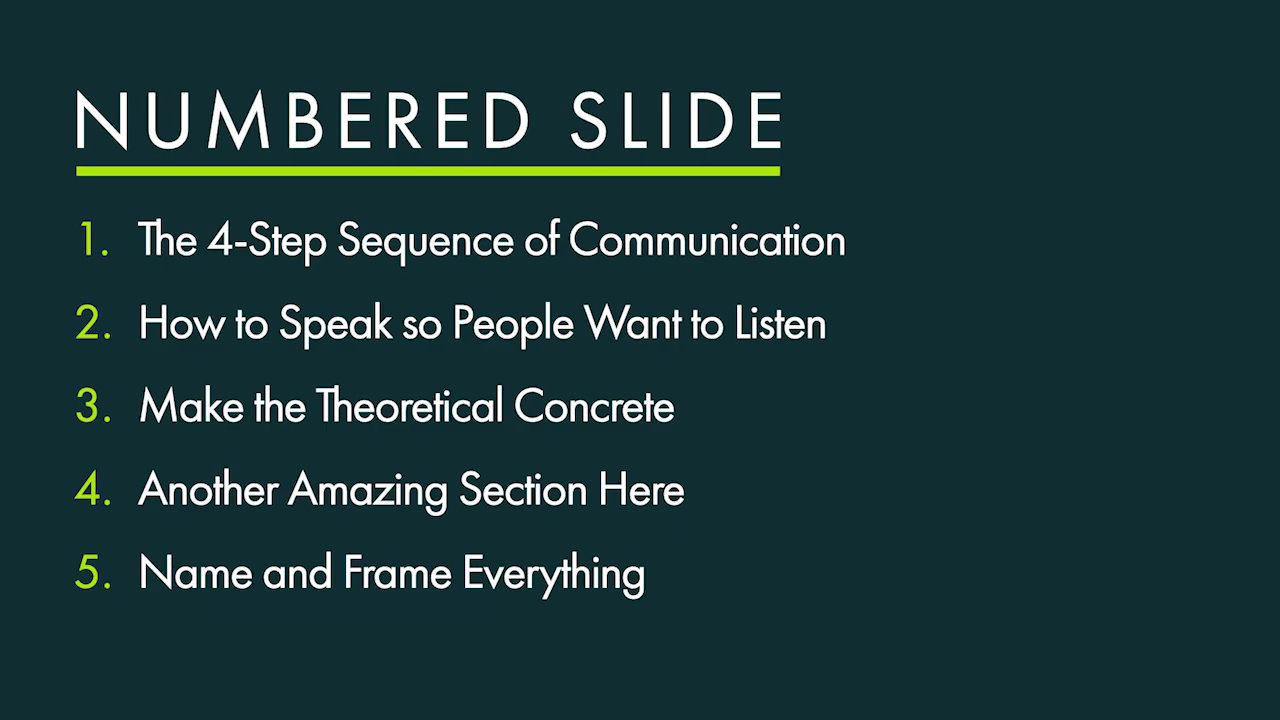 NUMBERED SLIDE
1. The 4-Step Sequence of Communication
2. How to Speak so People Want to Listen
3. Make the Theoretical Concrete
4. Another Amazing Section Here
5. Name and Frame Everything